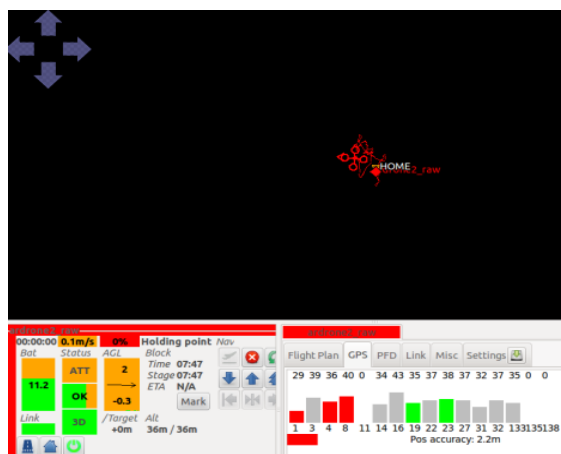 HOME
ardrone2_raw
ardrone2_raw
00:00:00 0.1m/s 0% Holding point Nav
Bat Status AGL Block
Time 07:47
Stage 07:47
ETA N/A
Mark
11.2
ATT
OK
3D
2
-0.3
Link
/Target Alt
+0m 36m / 36m
ardrone2_raw
Flight Plan GPS PFD Link Misc Settings
29 39 36 40 0 34 43 35 37 38 37 32 37 35 0 0
1 3 4 8 11 14 16 19 22 23 27 31 32 133135138
Pos accuracy: 2.2m